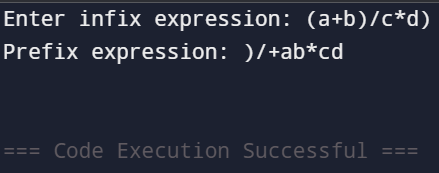 Enter infix expression: (a+b)/c*d)
Prefix expression: )/+ab*cd
=== Code Execution Successful ===